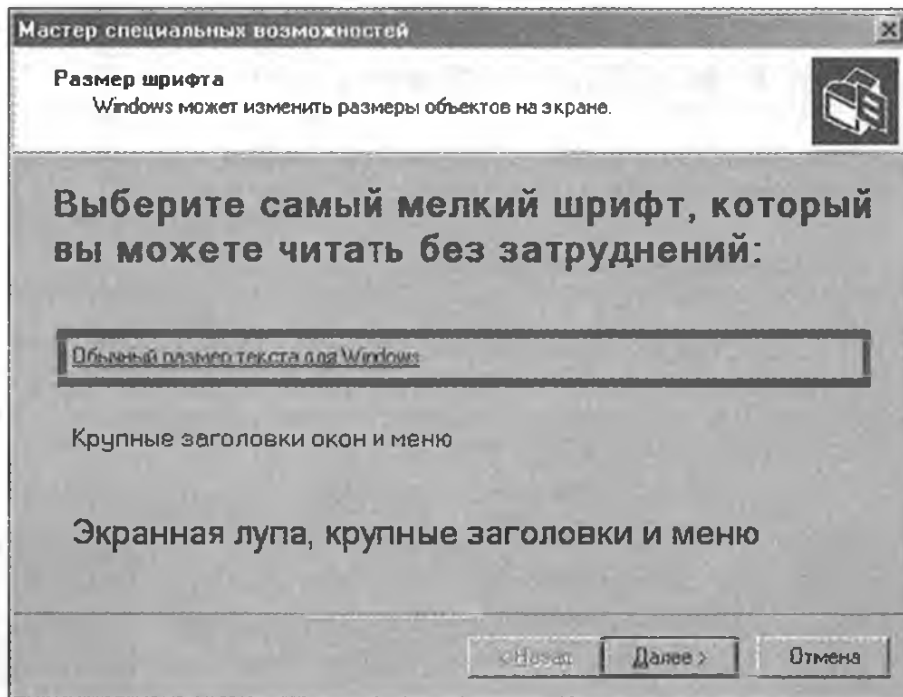 Мастер специальных возможностей
Размер шрифта
Windows может изменить размеры объектов на экране.
Выберите самый мелкий шрифт, который
вы можете читать без затруднений:
Обычный размер текста для Windows
Крупные заголовки окон и меню
Экранная лупа, крупные заголовки и меню
< Назад
Далее >
Отмена